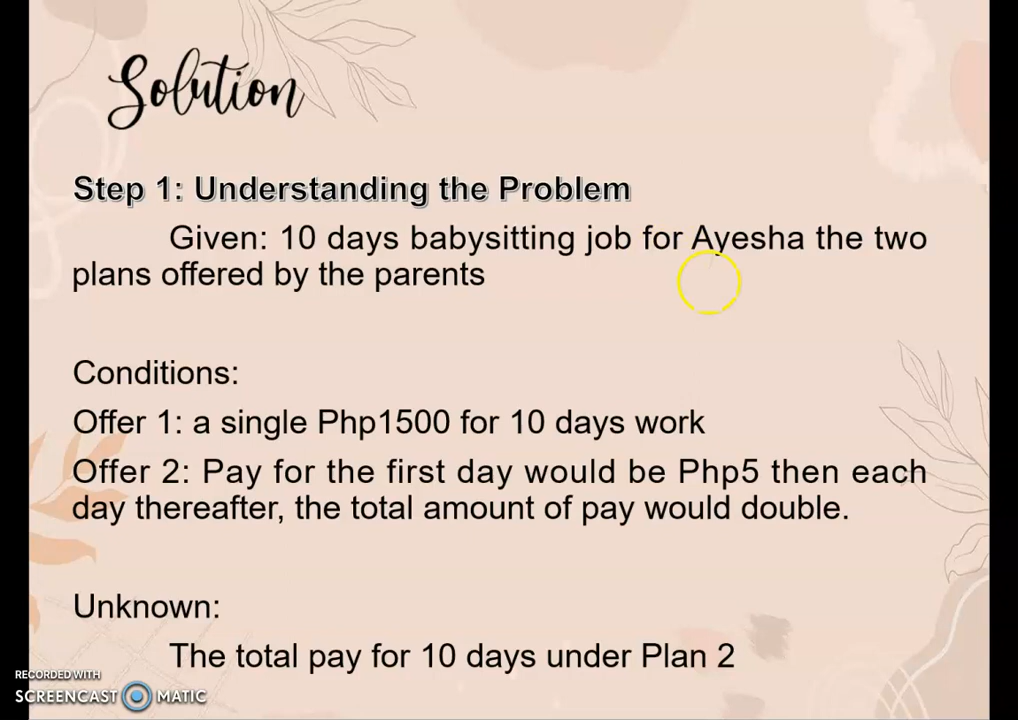 Solution
Step 1: Understanding the Problem
Given: 10 days babysitting job for Ayesha the two
plans offered by the parents
Conditions:
Offer 1: a single Php1500 for 10 days work
Offer 2: Pay for the first day would be Php5 then each
day thereafter, the total amount of pay would double.
Unknown:
The total pay for 10 days under Plan 2
RECORDED WITH
SCREENCAST MATIC